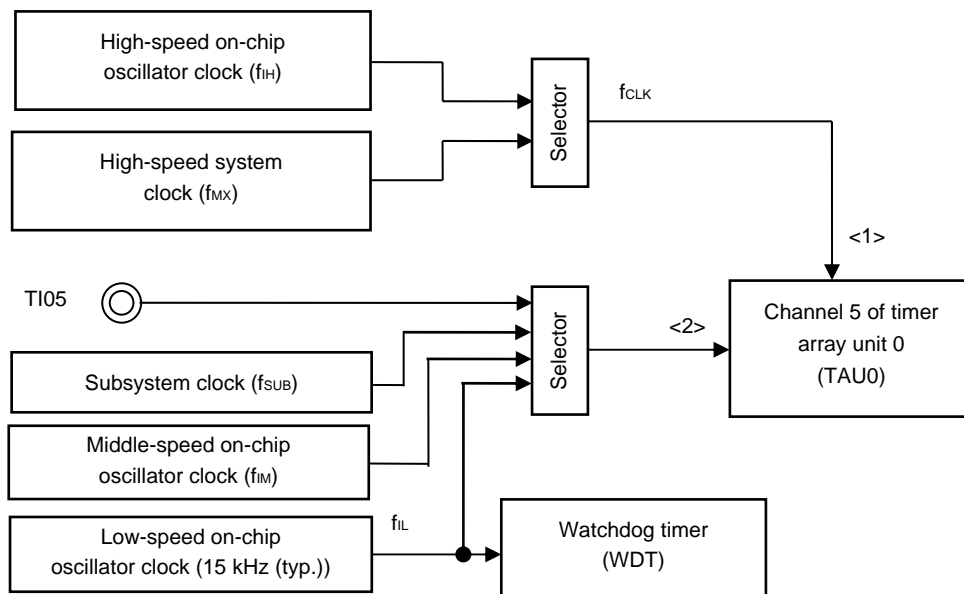 High-speed on-chip
oscillator clock (fIH)
Selector
fCLK
High-speed system
clock (fMX)
<1>
TI05
Selector
<2>
Channel 5 of timer
array unit 0
(TAU0)
Subsystem clock (fSUB)
Middle-speed on-chip
oscillator clock (fIM)
Low-speed on-chip
oscillator clock (15 kHz (typ.))
fIL
Watchdog timer
(WDT)